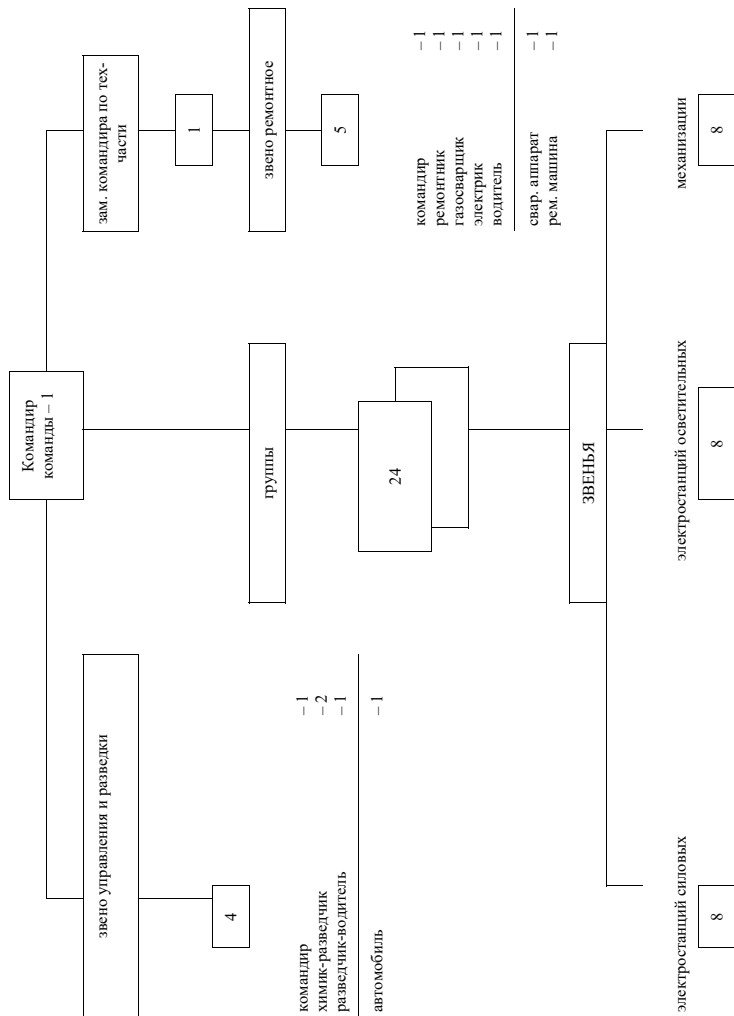 Командир
команды – 1
звено управления и разведки
4
командир – 1
химик-разведчик – 2
разведчик-водитель – 1
автомобиль – 1
группы
24
зам. командира по тех-
части
1
звено ремонтное
5
командир – 1
ремонтник – 1
газосварщик – 1
электрик – 1
водитель – 1
свар. аппарат – 1
рем. машина – 1
ЗВЕНЬЯ
электростанций силовых
8
электростанций осветительных
8
механизации
8